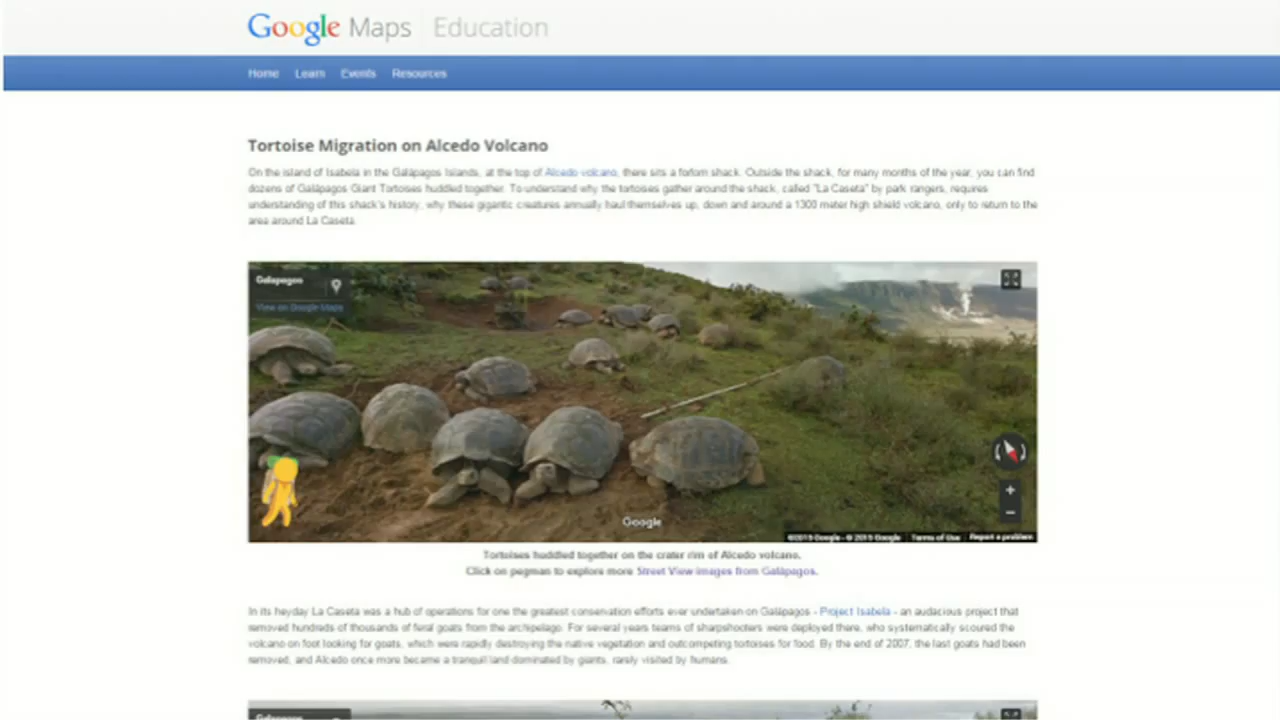 Google Maps Education
Home Learn Events Resources
Tortoise Migration on Alcedo Volcano
On the island of Isabela in the Galápagos Islands, at the top of Alcedo volcano, there sits a forlorn shack. Outside the shack, for many months of the year, you can find
dozens of Galápagos Giant Tortoises huddled together. To understand why the tortoises gather around the shack, called "La Caseta" by park rangers, requires
understanding of this shack's history, why these gigantic creatures annually haul themselves up, down and around a 1300 meter high shield volcano, only to return to the
area around La Caseta.
Galapagos
View on Google Maps
Google
©2015 Google - © 2015 Google Terms of Use Report a problem
Tortoises huddled together on the crater rim of Alcedo volcano.
Click on pegman to explore more Street View images from Galápagos.
In its heyday La Caseta was a hub of operations for one the greatest conservation efforts ever undertaken on Galápagos - Project Isabela - an audacious project that
removed hundreds of thousands of feral goats from the archipelago. For several years teams of sharpshooters were deployed there, who systematically scoured the
volcano on foot looking for goats, which were rapidly destroying the native vegetation and outcompeting tortoises for food. By the end of 2007, the last goats had been
removed, and Alcedo once more became a tranquil land dominated by giants, rarely visited by humans.
Galapagos